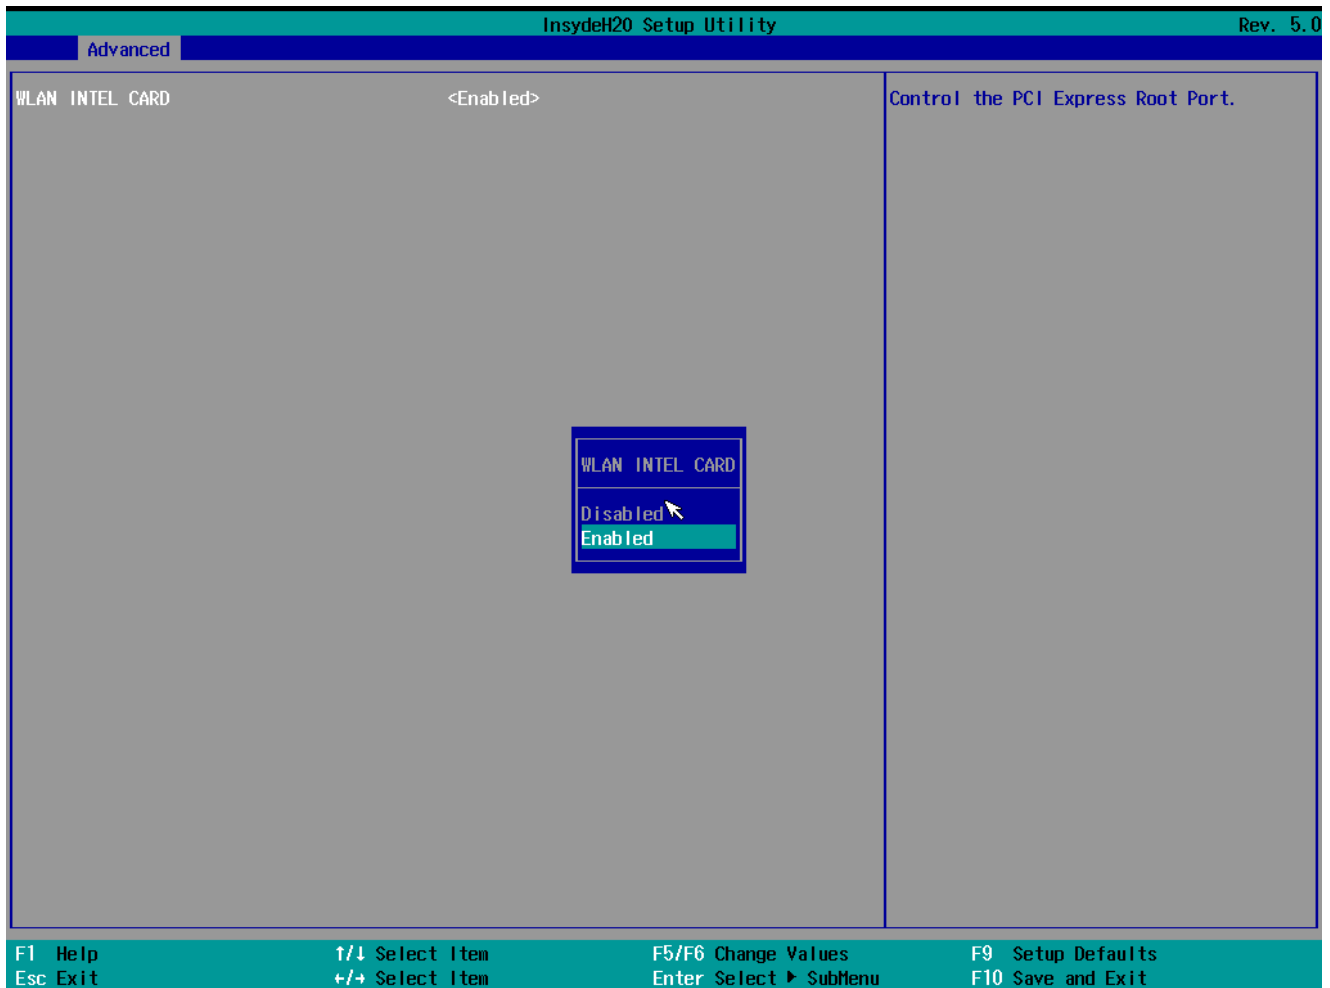 InsydeH2O Setup Utility Rev. 5.0
Advanced
WLAN INTEL CARD <Enabled> Control the PCI Express Root Port.
WLAN INTEL CARD
Disabled
Enabled
F1 Help ↑/↓ Select Item F5/F6 Change Values F9 Setup Defaults
Esc Exit ←/→ Select Item Enter Select ▶ SubMenu F10 Save and Exit